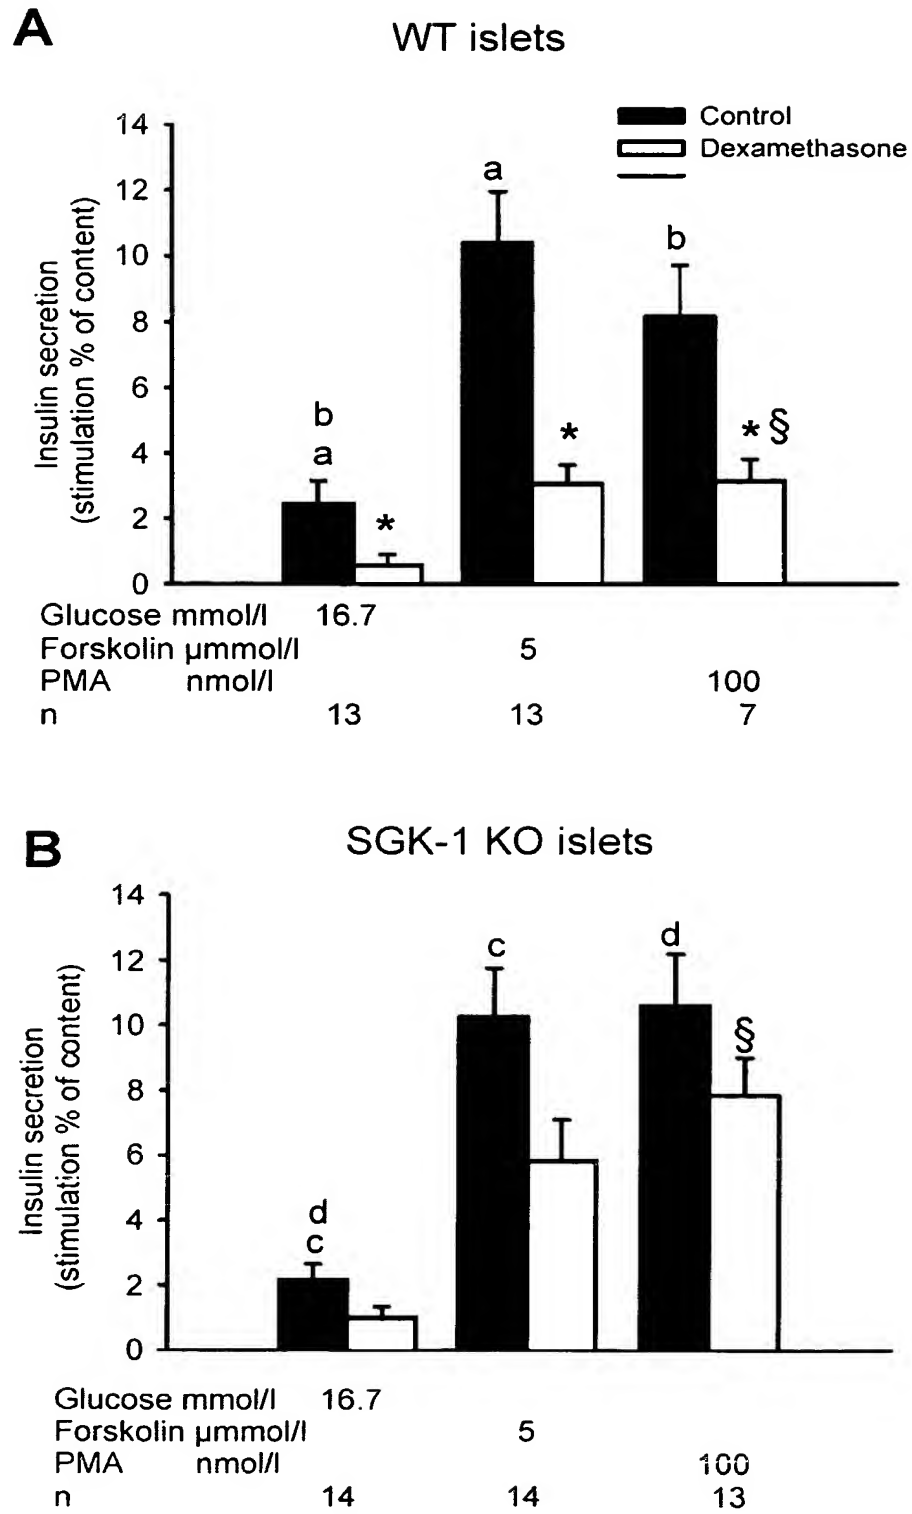 A
WT islets
Control
Dexamethasone
14
12
10
8
6
4
2
0
Insulin secretion
(stimulation % of content)
a
b
b
a
*
*
* §
Glucose mmol/l 16.7
Forskolin µmmol/l 5
PMA nmol/l 100
n 13 13 7
B
SGK-1 KO islets
14
12
10
8
6
4
2
0
Insulin secretion
(stimulation % of content)
c
d
§
d
c
Glucose mmol/l 16.7
Forskolin µmmol/l 5
PMA nmol/l 100
n 14 14 13